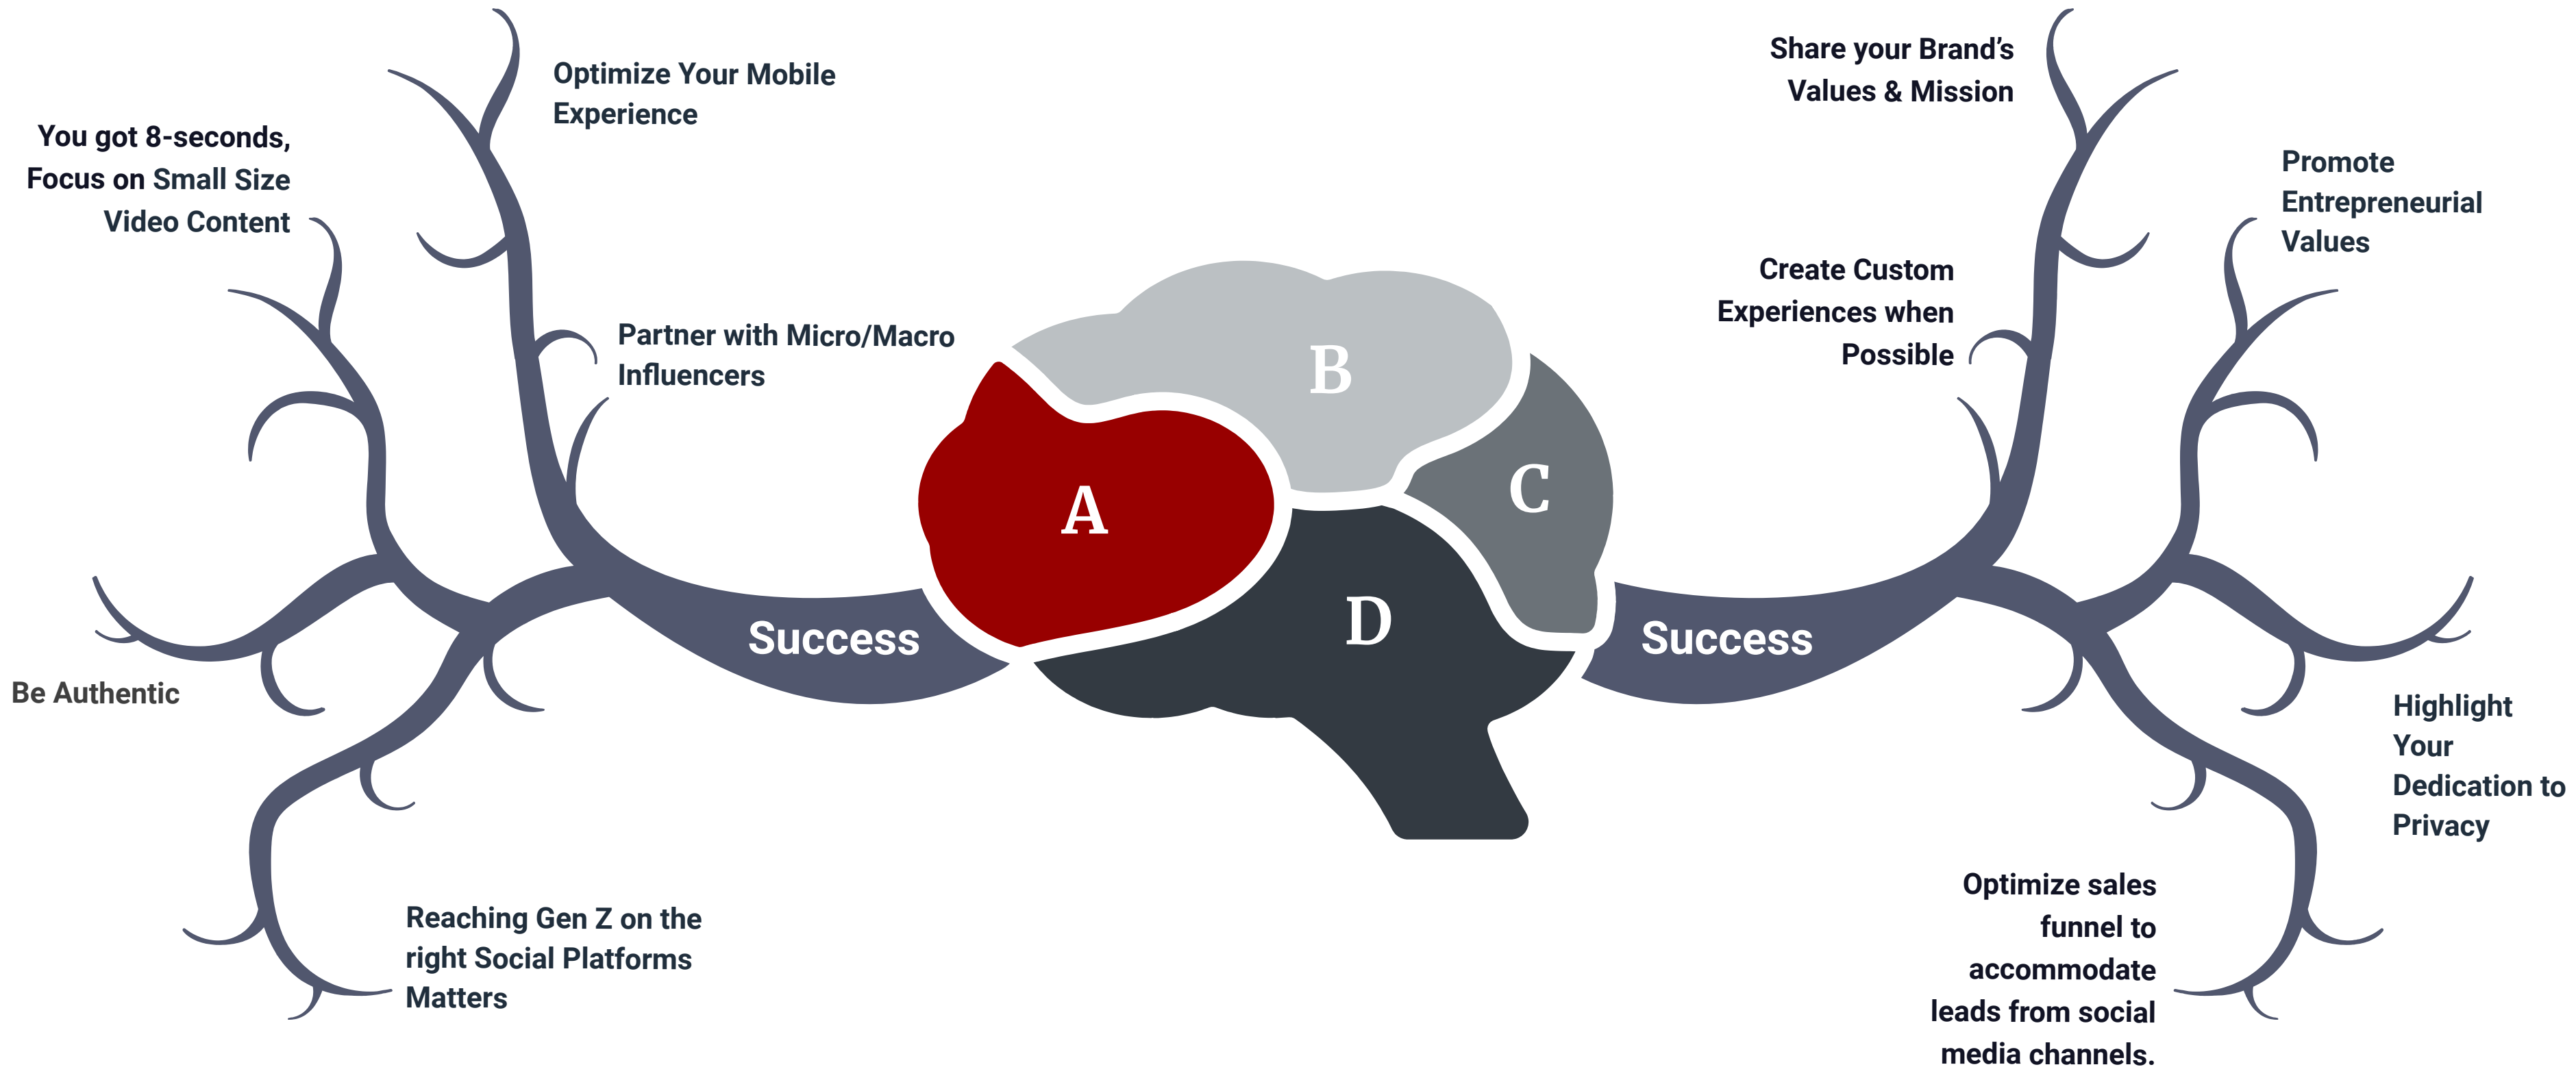 Optimize Your Mobile
Experience
You got 8-seconds,
Focus on Small Size
Video Content
Partner with Micro/Macro
Influencers
Success
Be Authentic
Reaching Gen Z on the
right Social Platforms
Matters
A
B
C
D
Share your Brand’s
Values & Mission
Promote
Entrepreneurial
Values
Create Custom
Experiences when
Possible
Success
Highlight
Your
Dedication to
Privacy
Optimize sales
funnel to
accommodate
leads from social
media channels.